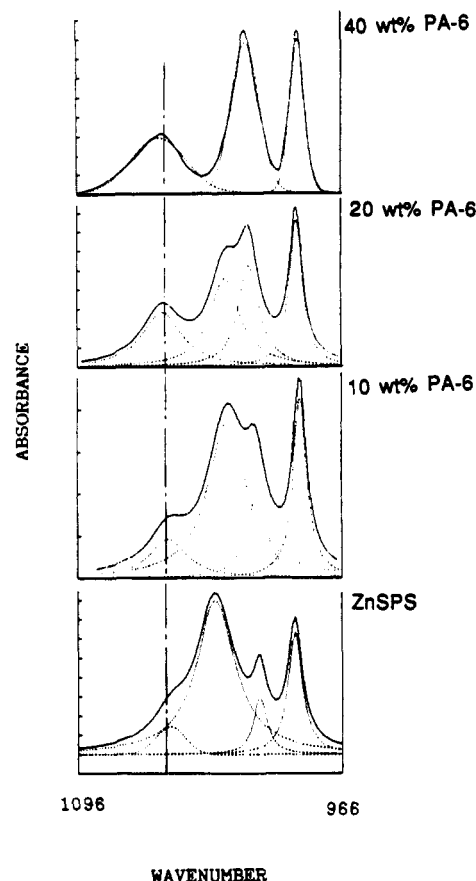 40 wt% PA-6
20 wt% PA-6
10 wt% PA-6
ZnSPS
ABSORBANCE
1096
966
WAVENUMBER